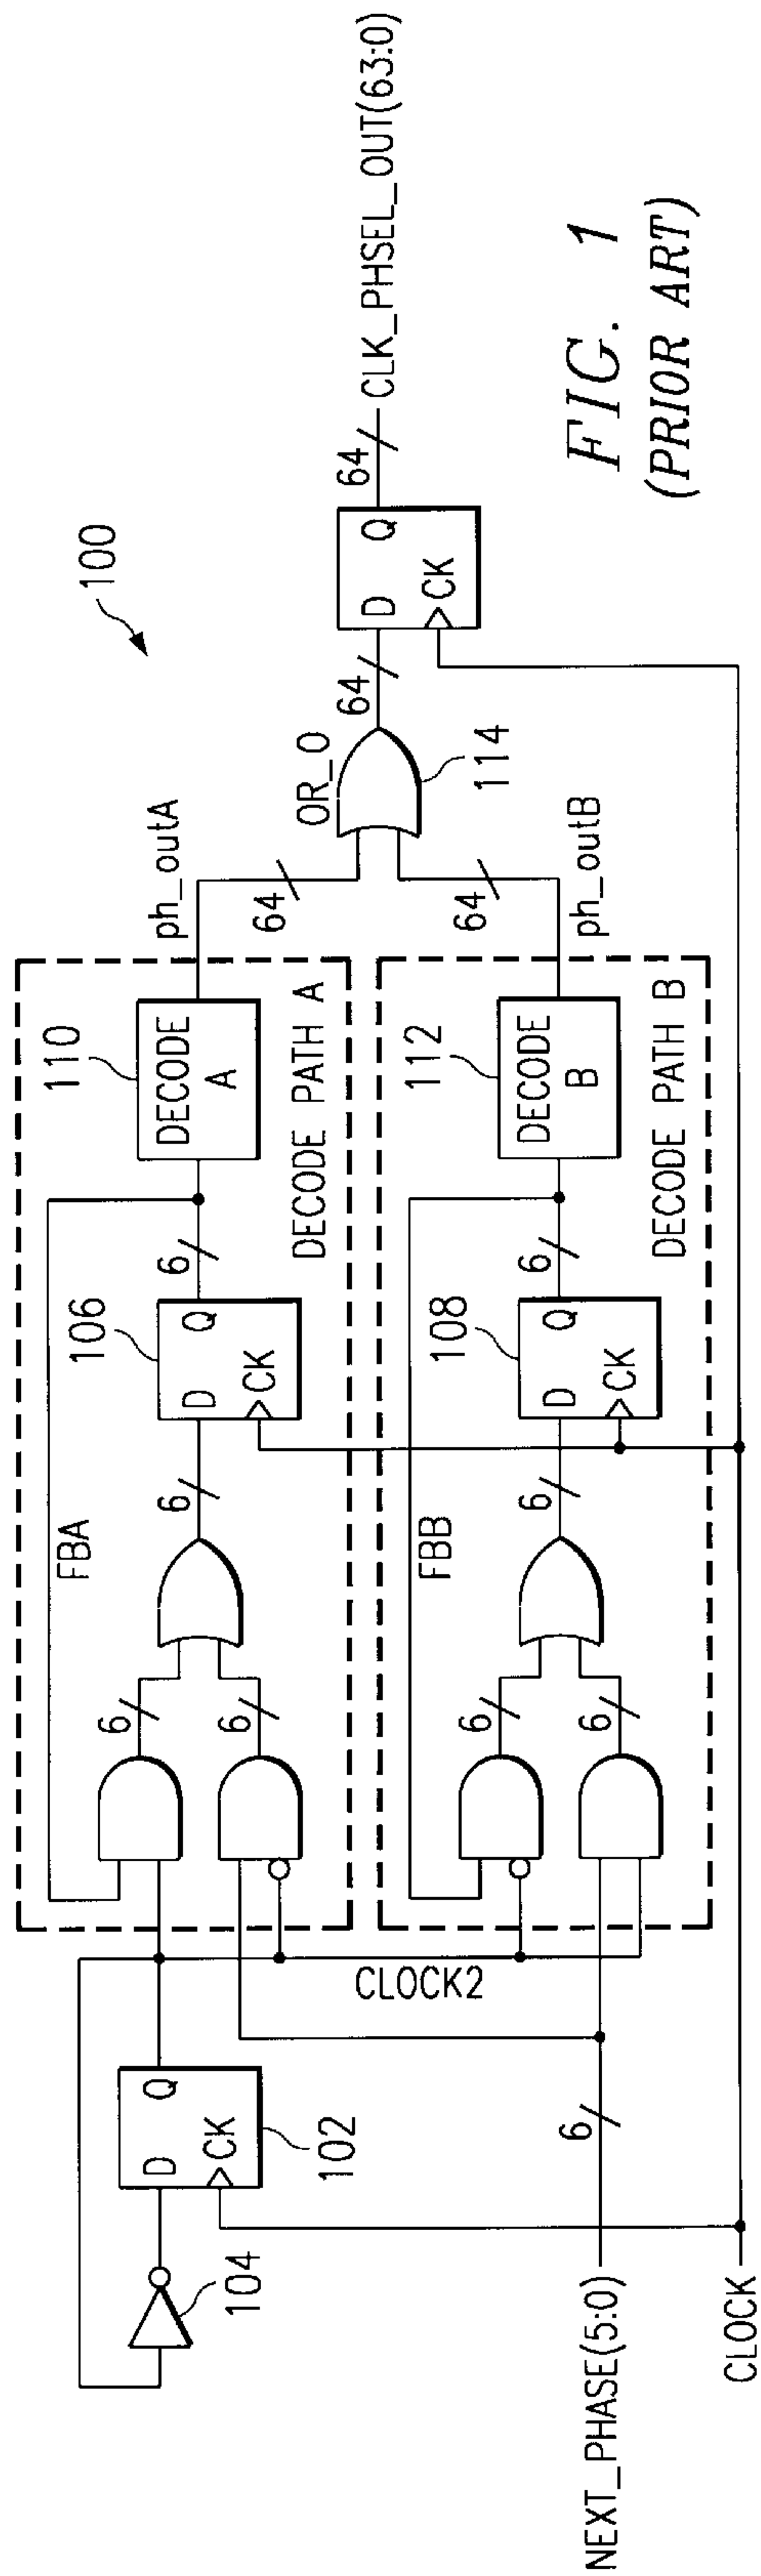 100
110
106
FBA
6
6
6
6
D
Q
CK
DECODE
A
DECODE PATH A
ph_outA
64
104
D
Q
CK
102
CLOCK2
OR_O
114
64
64
D
Q
CK
CLK_PHSEL_OUT(63:0)
112
108
FBB
6
6
6
6
D
Q
CK
DECODE
B
DECODE PATH B
ph_outB
64
NEXT_PHASE(5:0)
6
CLOCK
FIG. 1
(PRIOR ART)